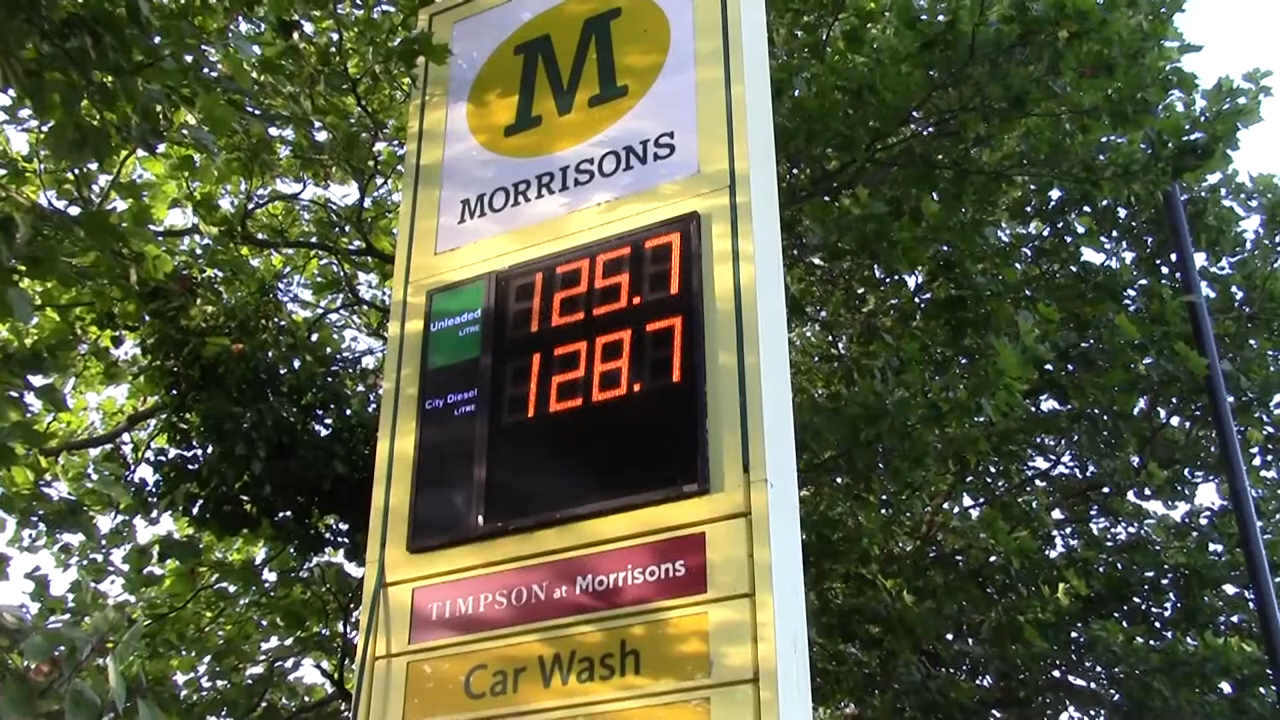 M
MORRISONS
Unleaded
LITRE
125.7
City Diesel
LITRE
128.7
TIMPSON at Morrisons
Car Wash